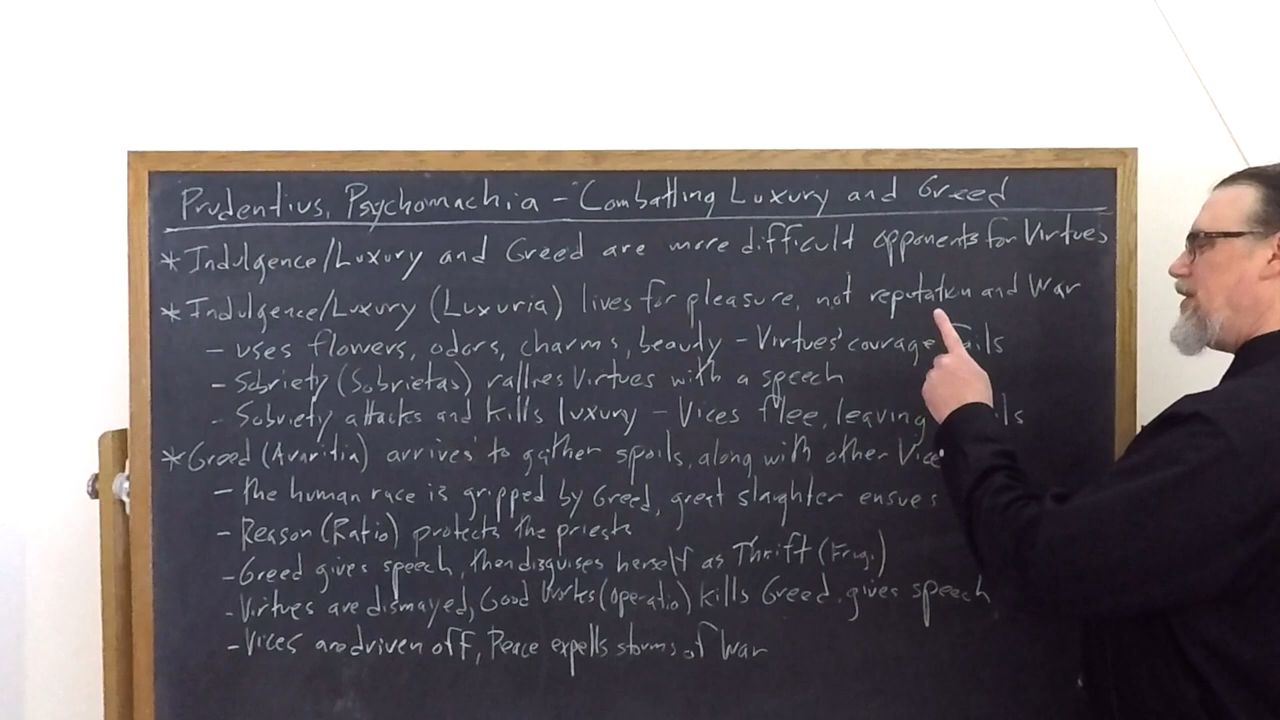 Prudentius, Psychomachia - Combatting Luxury and Greed
* Indulgence/Luxury and Greed are more difficult opponents for Virtues
* Indulgence/Luxury (Luxuria) lives for pleasure, not reputation and War
- uses flowers, odors, charms, beauty - Virtues' courage
- Sobriety (Sobrietas) rallies Virtues with a speech
- Sobriety attacks and kills luxury - Vices flee, leaving
* Greed (Avaritia) arrives to gather spoils, along with other Vice
- the human race is gripped by Greed, great slaughter ensues
- Reason (Ratio) protects the priests
- Greed gives speech, then disguises herself as Thrift (Frugi)
- Virtues are dismayed, Good Works (operatio) kills Greed, gives speech
- Vices are driven off, Peace expells storms of War